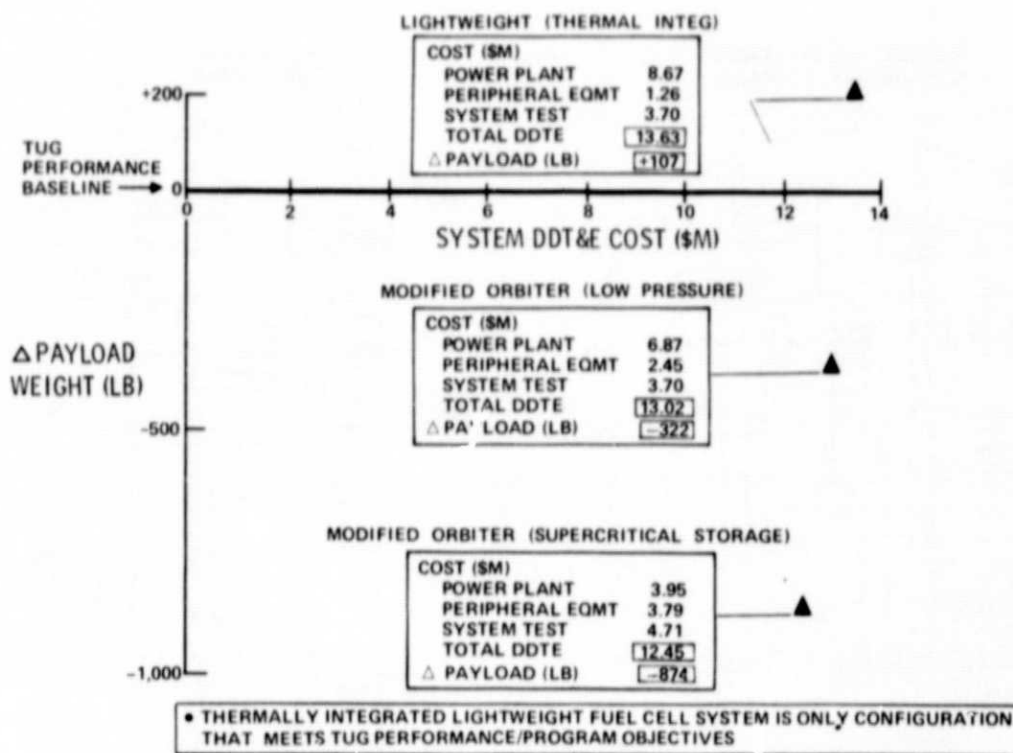 LIGHTWEIGHT (THERMAL INTEG)
COST ($M)
POWER PLANT 8.67
PERIPHERAL EQMT 1.26
SYSTEM TEST 3.70
TOTAL DDTE 13.63
△ PAYLOAD (LB) +107
+200
TUG
PERFORMANCE
BASELINE → 0
0 2 4 6 8 10 12 14
SYSTEM DDT&E COST ($M)
MODIFIED ORBITER (LOW PRESSURE)
COST ($M)
POWER PLANT 6.87
PERIPHERAL EQMT 2.45
SYSTEM TEST 3.70
TOTAL DDTE 13.02
△ PA' LOAD (LB) -322
△ PAYLOAD
WEIGHT (LB)
-500
MODIFIED ORBITER (SUPERCRITICAL STORAGE)
COST ($M)
POWER PLANT 3.95
PERIPHERAL EQMT 3.79
SYSTEM TEST 4.71
TOTAL DDTE 12.45
△ PAYLOAD (LB) -874
-1,000
• THERMALLY INTEGRATED LIGHTWEIGHT FUEL CELL SYSTEM IS ONLY CONFIGURATION
THAT MEETS TUG PERFORMANCE/PROGRAM OBJECTIVES